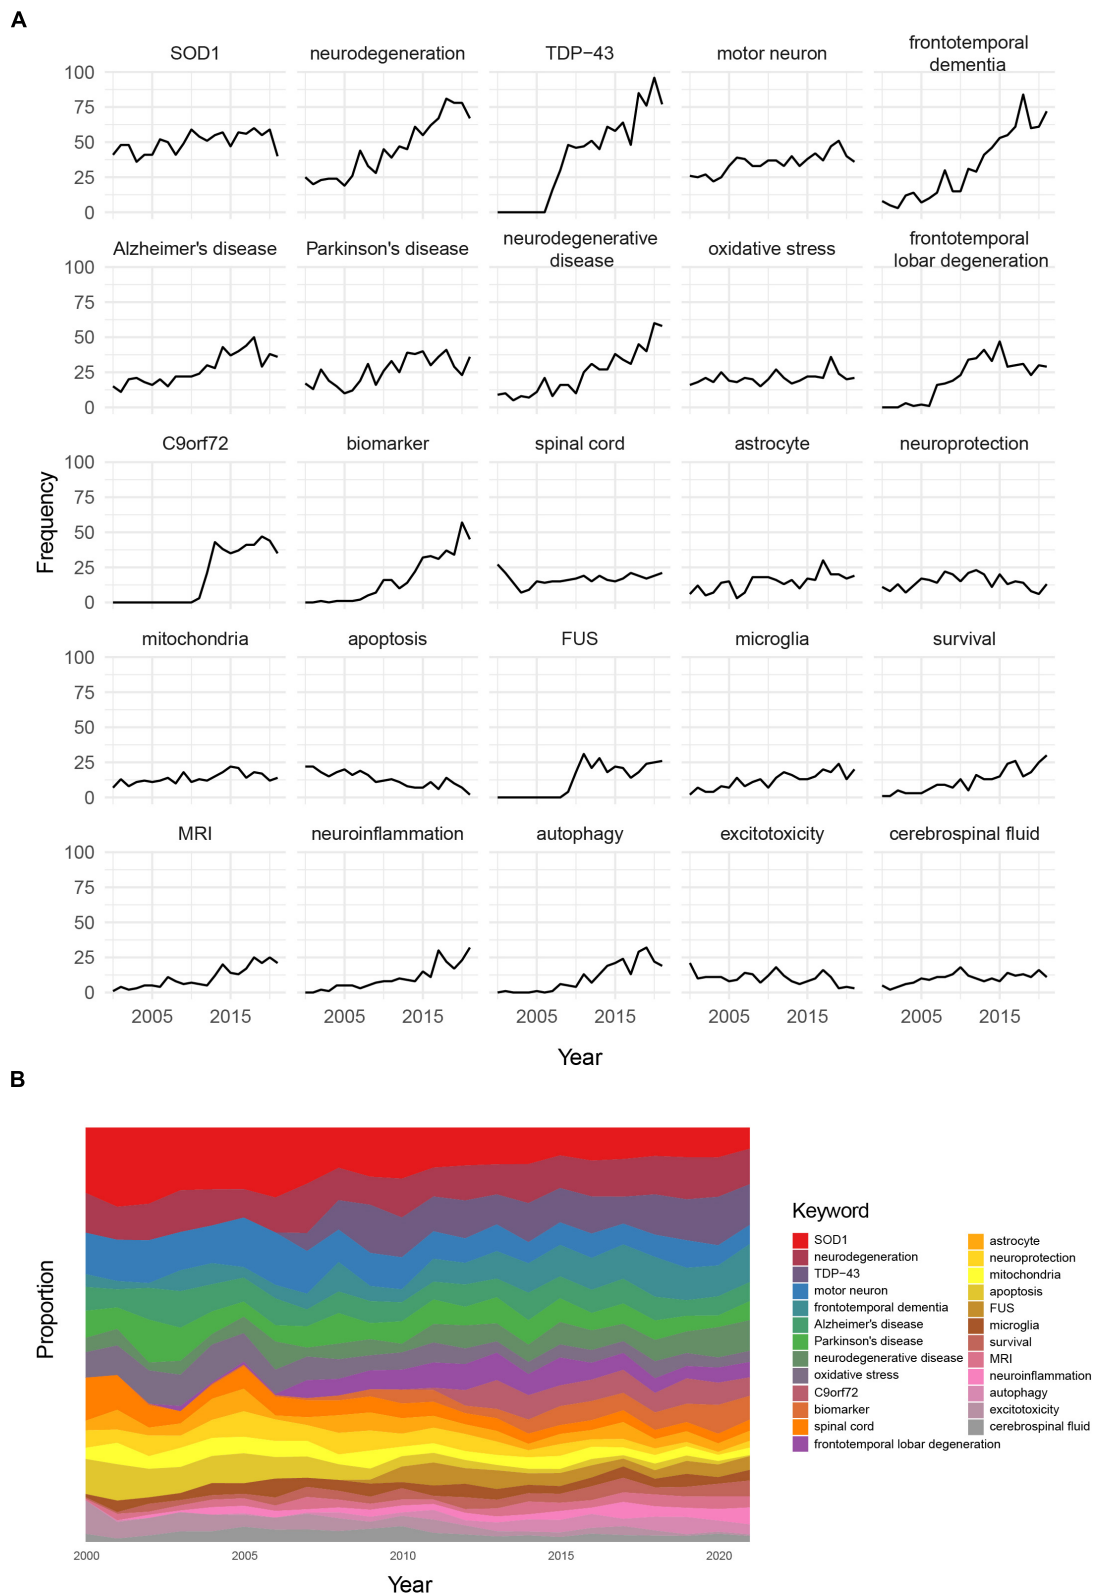 A
SOD1
neurodegeneration
TDP−43
motor neuron
frontotemporal
dementia
100
75
50
25
0
Alzheimer's disease
Parkinson's disease
neurodegenerative
disease
oxidative stress
frontotemporal
lobar degeneration
100
75
50
25
0
C9orf72
biomarker
spinal cord
astrocyte
neuroprotection
100
75
50
25
0
Frequency
mitochondria
apoptosis
FUS
microglia
survival
100
75
50
25
0
MRI
neuroinflammation
autophagy
excitotoxicity
cerebrospinal fluid
100
75
50
25
0
2005
2015
2005
2015
2005
2015
2005
2015
2005
2015
Year
B
Proportion
2000
2005
2010
2015
2020
Year
Keyword
SOD1
neurodegeneration
TDP−43
motor neuron
frontotemporal dementia
Alzheimer's disease
Parkinson's disease
neurodegenerative disease
oxidative stress
C9orf72
biomarker
spinal cord
frontotemporal lobar degeneration
astrocyte
neuroprotection
mitochondria
apoptosis
FUS
microglia
survival
MRI
neuroinflammation
autophagy
excitotoxicity
cerebrospinal fluid